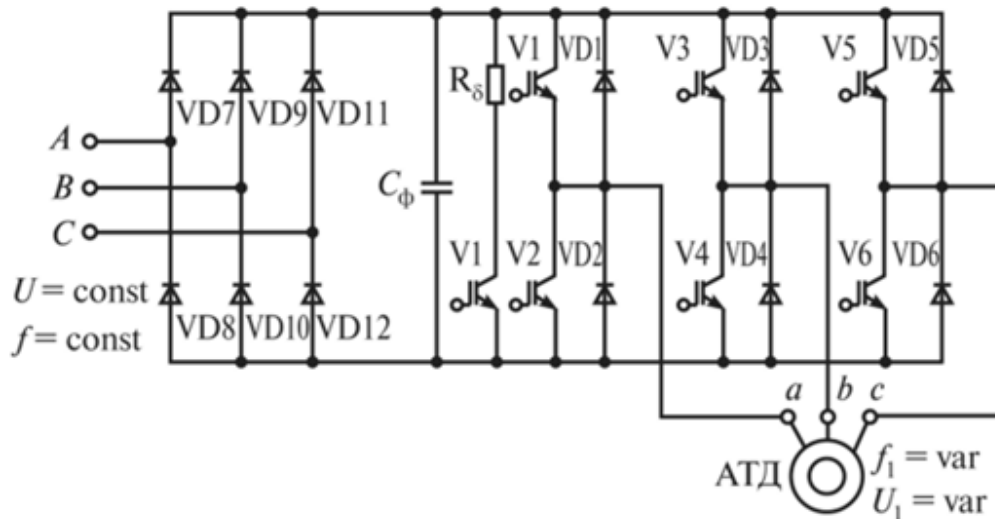 V1 VD1 V3 VD3 V5 VD5
Rδ
VD7 VD9 VD11
A
B
Cф
C
V1 V2 VD2 V4 VD4 V6 VD6
U = const
VD8 VD10 VD12
f = const
a b c
АТД
f1 = var
U1 = var